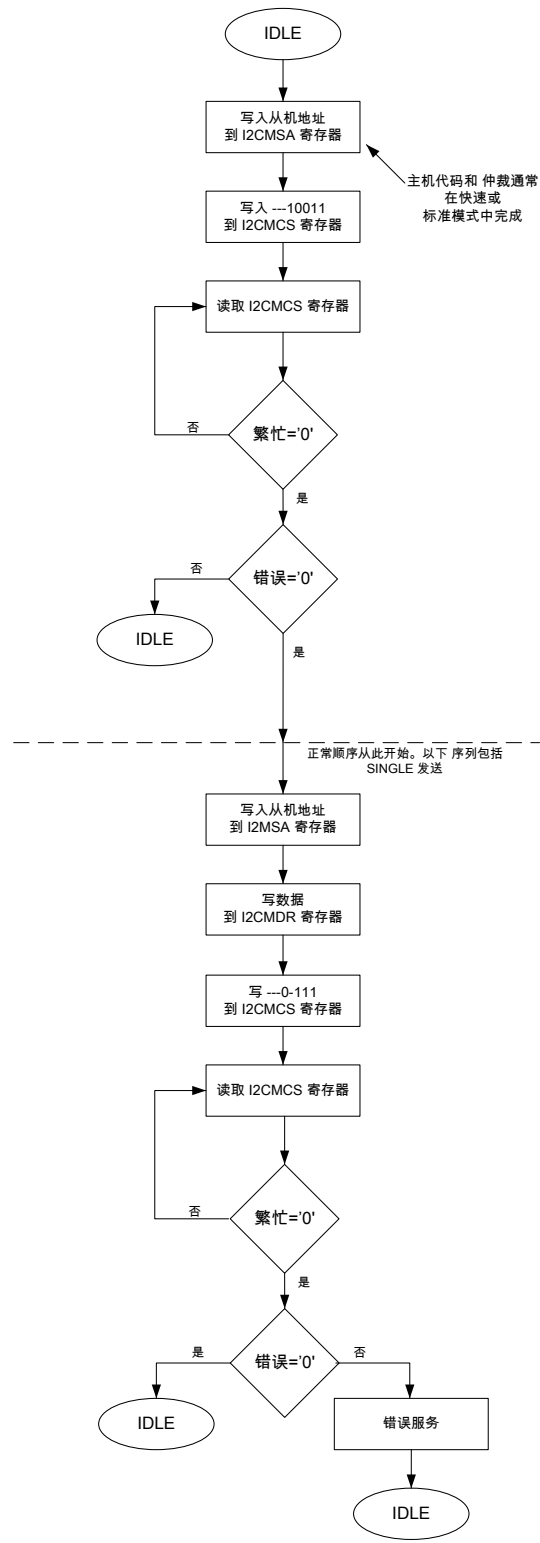 IDLE
写入从机地址
到 I2CMSA 寄存器
主机代码和 仲裁通常
在快速或
标准模式中完成
写入 ---10011
到 I2CMCS 寄存器
读取 I2CMCS 寄存器
繁忙='0'
否
是
错误='0'
否
IDLE
是
正常顺序从此开始。以下 序列包括
SINGLE 发送
写入从机地址
到 I2MSA 寄存器
写数据
到 I2CMDR 寄存器
写 ---0-111
到 I2CMCS 寄存器
读取 I2CMCS 寄存器
繁忙='0'
否
是
错误='0'
是
否
IDLE
错误服务
IDLE